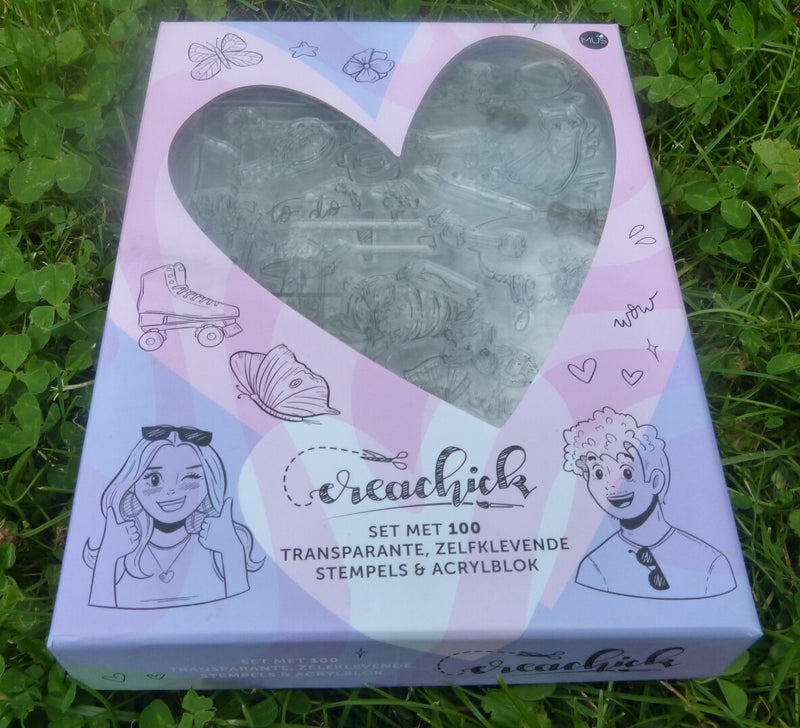 MUS
wow
creachick
SET MET 100
TRANSPARANTE, ZELFKLEVENDE
STEMPELS & ACRYLBLOK
SET MET 100
TRANSPARANTE, ZELFKLEVENDE
STEMPELS & ACRYLBLOK
creachick